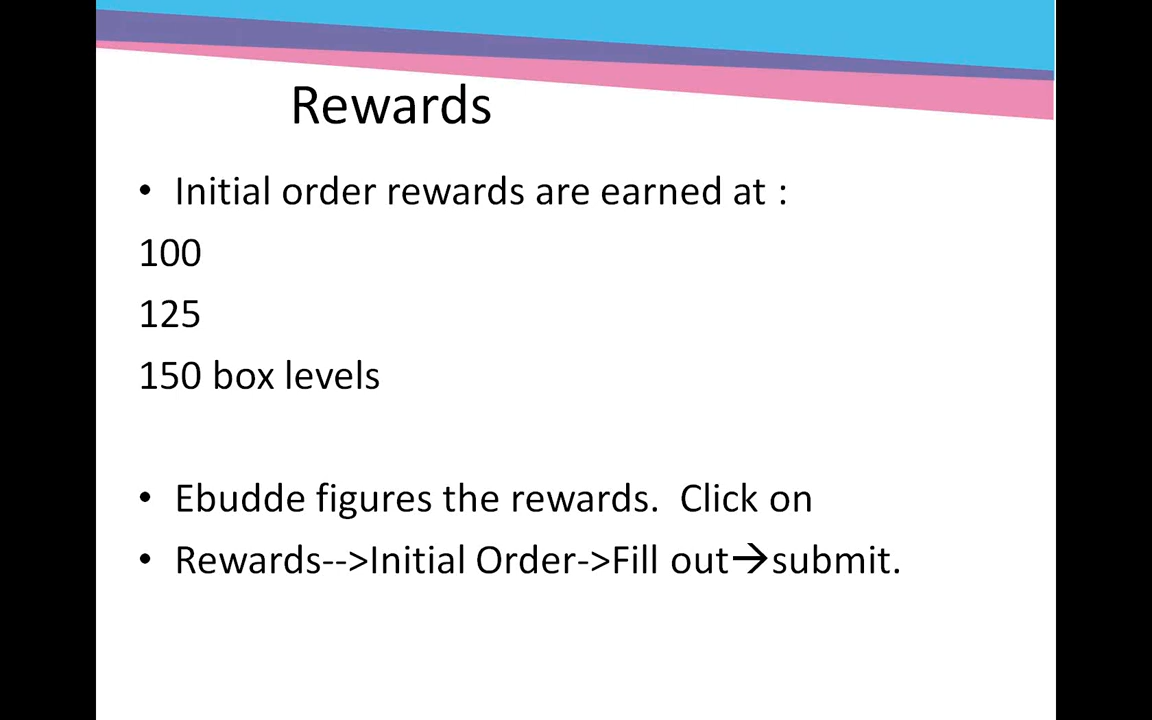 Rewards
• Initial order rewards are earned at :
100
125
150 box levels
• Ebudde figures the rewards.  Click on
• Rewards-->Initial Order->Fill out→submit.